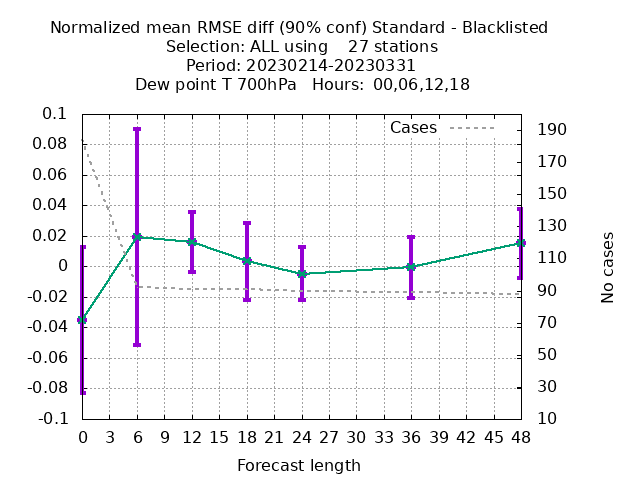 Normalized mean RMSE diff (90% conf) Standard - Blacklisted
Selection: ALL using    27 stations
Period: 20230214-20230331
Dew point T 700hPa   Hours: 00,06,12,18
0.1
0.08
0.06
0.04
0.02
0
-0.02
-0.04
-0.06
-0.08
-0.1
Cases
190
170
150
130
110
90
70
50
30
10
No cases
0 3 6 9 12 15 18 21 24 27 30 33 36 39 42 45 48
Forecast length